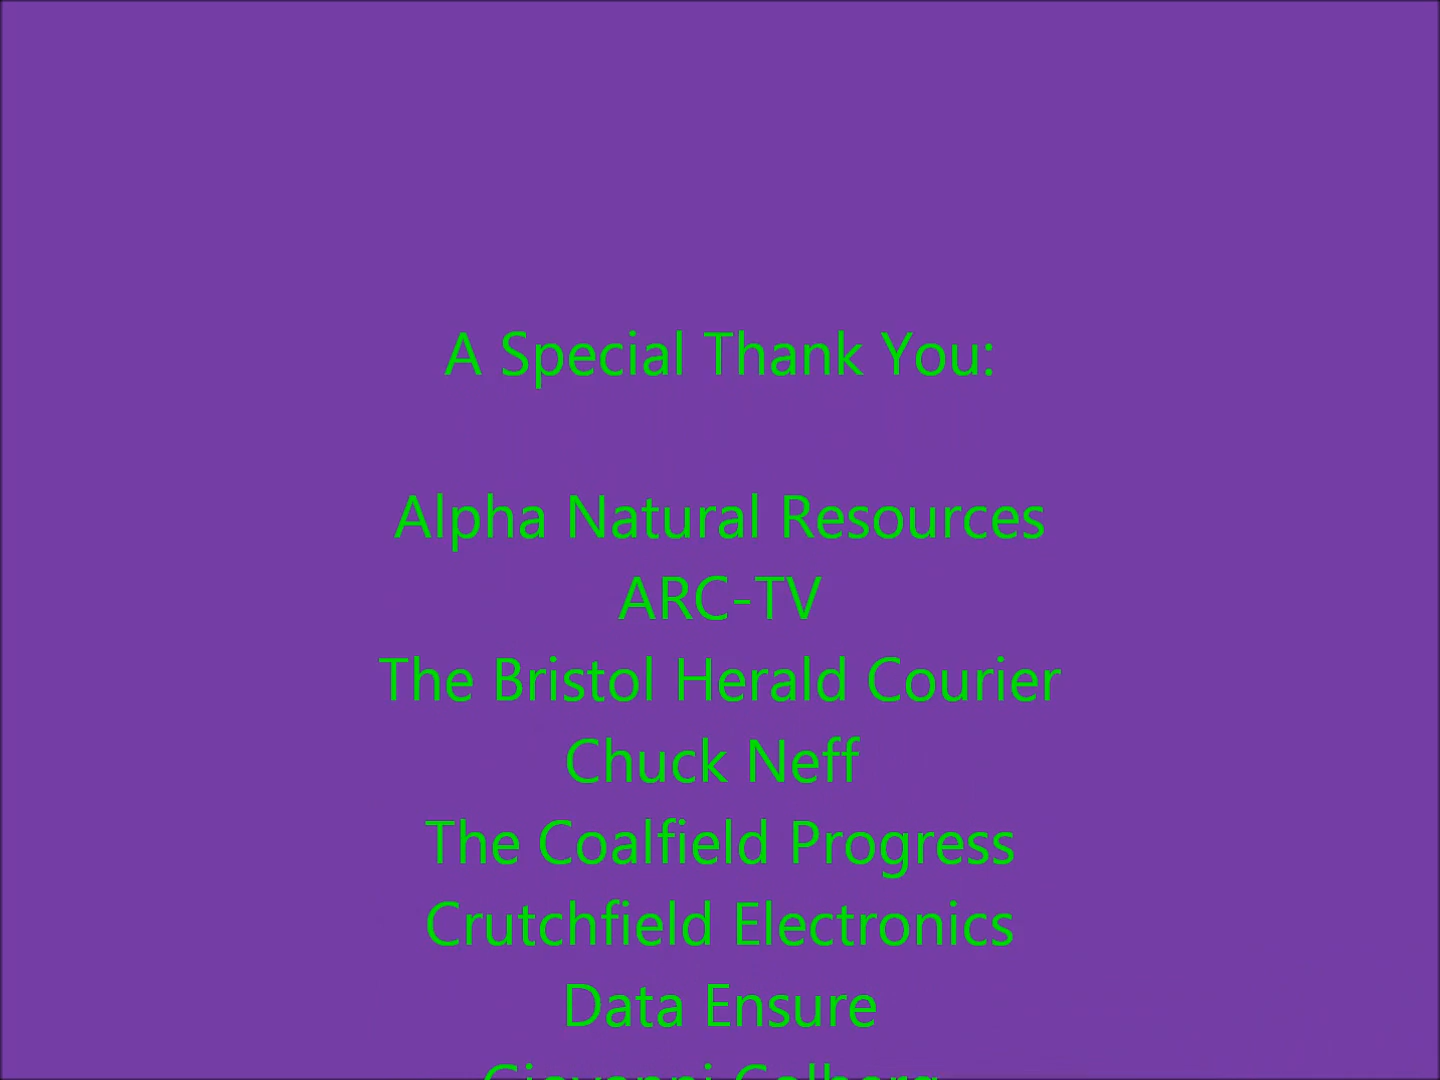 A Special Thank You:
Alpha Natural Resources
ARC-TV
The Bristol Herald Courier
Chuck Neff
The Coalfield Progress
Crutchfield Electronics
Data Ensure
Giovanni